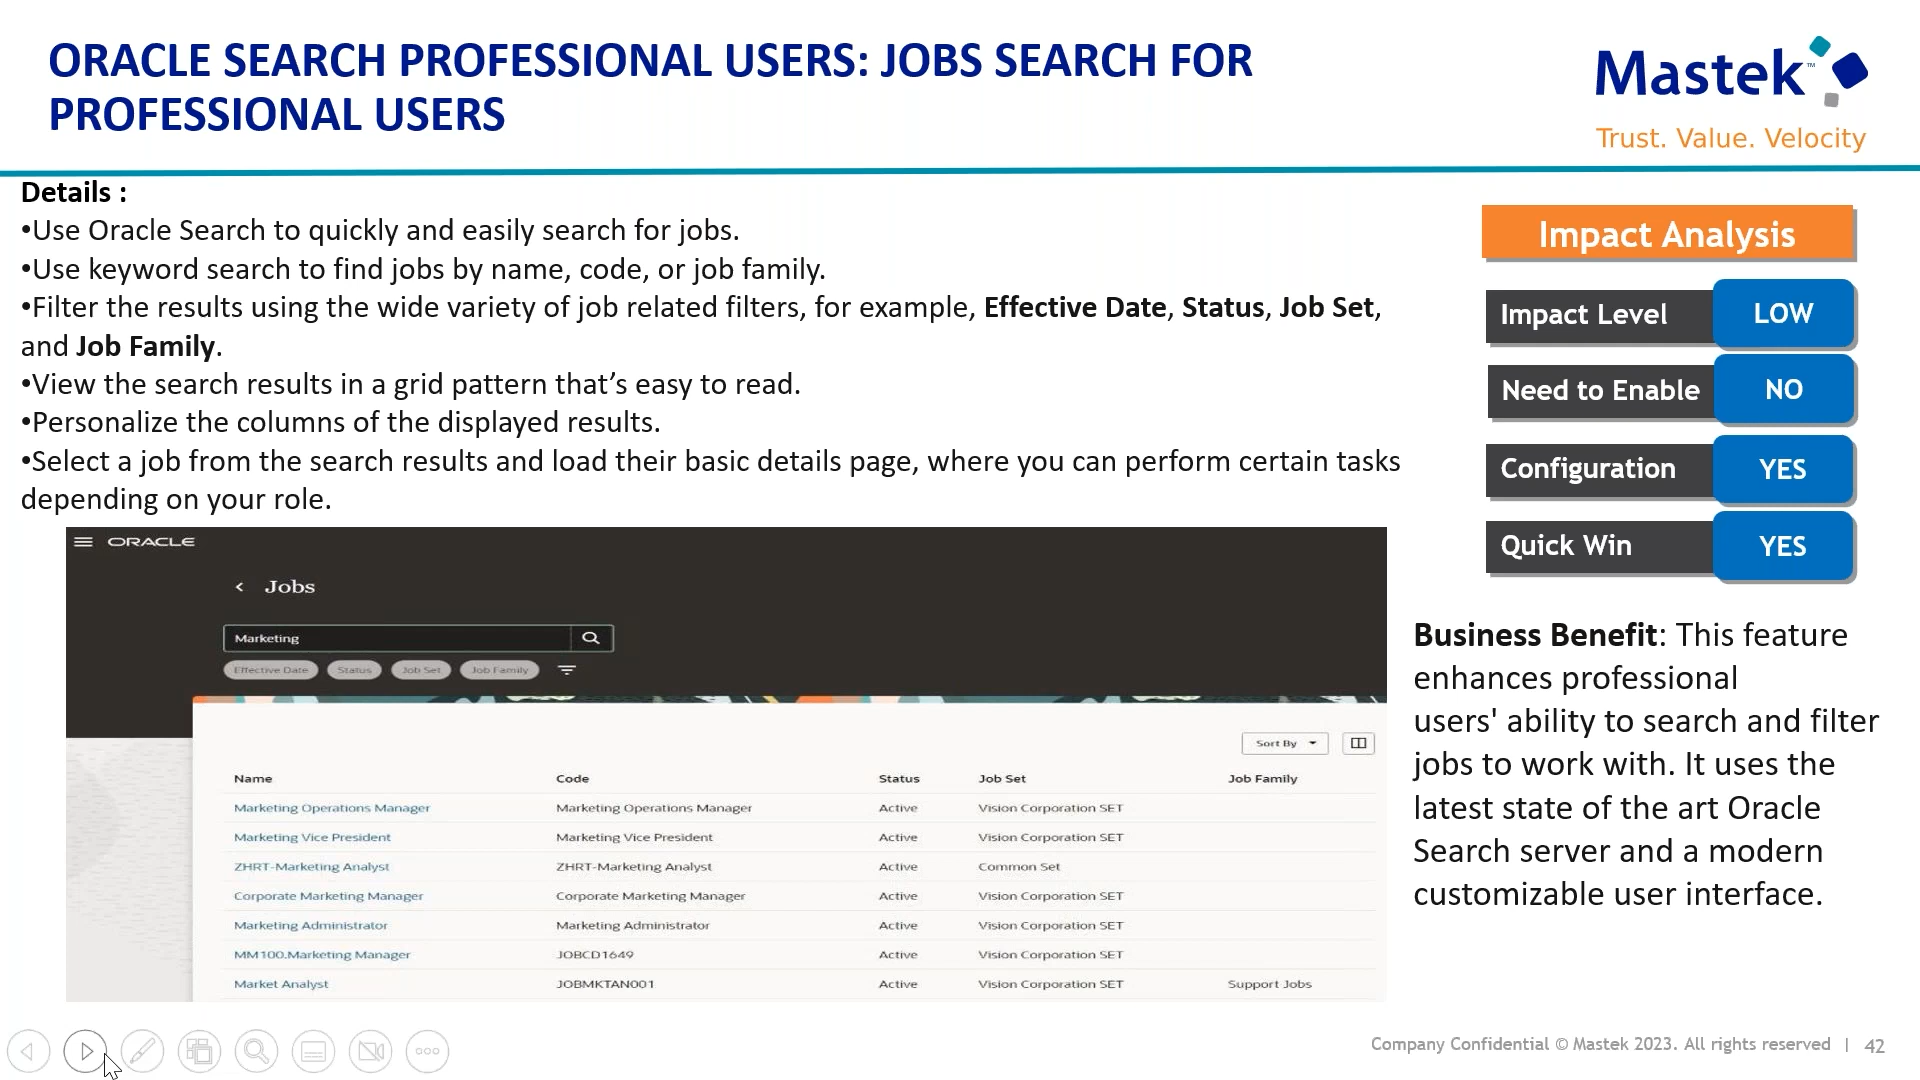 ORACLE SEARCH PROFESSIONAL USERS: JOBS SEARCH FOR
PROFESSIONAL USERS
Mastek™
Trust. Value. Velocity
Details :
•Use Oracle Search to quickly and easily search for jobs.
•Use keyword search to find jobs by name, code, or job family.
•Filter the results using the wide variety of job related filters, for example, Effective Date, Status, Job Set,
and Job Family.
•View the search results in a grid pattern that’s easy to read.
•Personalize the columns of the displayed results.
•Select a job from the search results and load their basic details page, where you can perform certain tasks
depending on your role.
Impact Analysis
Impact Level LOW
Need to Enable NO
Configuration YES
Quick Win YES
Business Benefit: This feature
enhances professional
users' ability to search and filter
jobs to work with. It uses the
latest state of the art Oracle
Search server and a modern
customizable user interface.
ORACLE
< Jobs
Marketing
Effective Date Status Job Set Job Family
Sort By
Name Code Status Job Set Job Family
Marketing Operations Manager Marketing Operations Manager Active Vision Corporation SET
Marketing Vice President Marketing Vice President Active Vision Corporation SET
ZHRT-Marketing Analyst ZHRT-Marketing Analyst Active Common Set
Corporate Marketing Manager Corporate Marketing Manager Active Vision Corporation SET
Marketing Administrator Marketing Administrator Active Vision Corporation SET
MM100.Marketing Manager JOBCD1649 Active Vision Corporation SET
Market Analyst JOBMKTAN001 Active Vision Corporation SET Support Jobs
Company Confidential © Mastek 2023. All rights reserved | 42